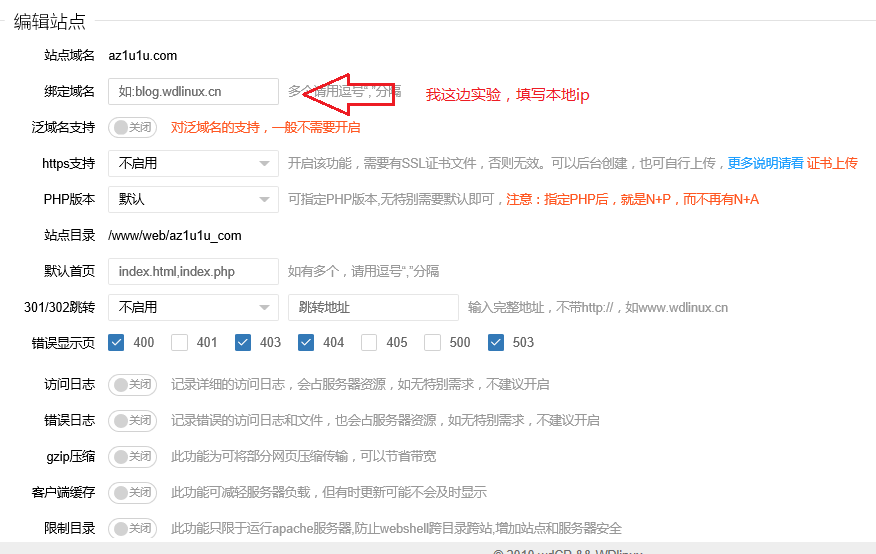 编辑站点
站点域名 az1u1u.com
绑定域名 如:blog.wdlinux.cn 多个请用逗号“,”分隔 我这边实验，填写本地ip
泛域名支持 关闭 对泛域名的支持，一般不需要开启
https支持 不启用 开启该功能，需要有SSL证书文件，否则无效。可以后台创建，也可自行上传，更多说明请看 证书上传
PHP版本 默认 可指定PHP版本,无特别需要默认即可，注意：指定PHP后，就是N+P，而不再有N+A
站点目录 /www/web/az1u1u_com
默认首页 index.html,index.php 如有多个，请用逗号“,”分隔
301/302跳转 不启用 跳转地址 输入完整地址，不带http://，如www.wdlinux.cn
错误显示页 400 401 403 404 405 500 503
访问日志 关闭 记录详细的访问日志，会占服务器资源，如无特别需求，不建议开启
错误日志 关闭 记录错误的访问日志和文件，也会占服务器资源，如无特别需求，不建议开启
gzip压缩 关闭 此功能为可将部分网页压缩传输，可以节省带宽
客户端缓存 关闭 此功能可减轻服务器负载，但有时更新可能不会及时显示
限制目录 关闭 此功能只限于运行apache服务器,防止webshell跨目录跨站,增加站点和服务器安全